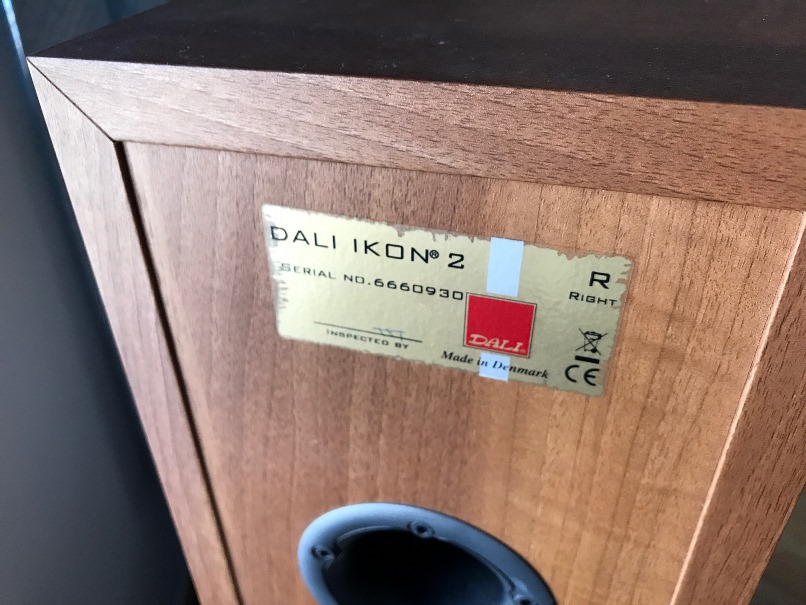 DALI IKON® 2
SERIAL NO.6660930
R
RIGHT
INSPECTED BY
DALI®
Made in Denmark
CE